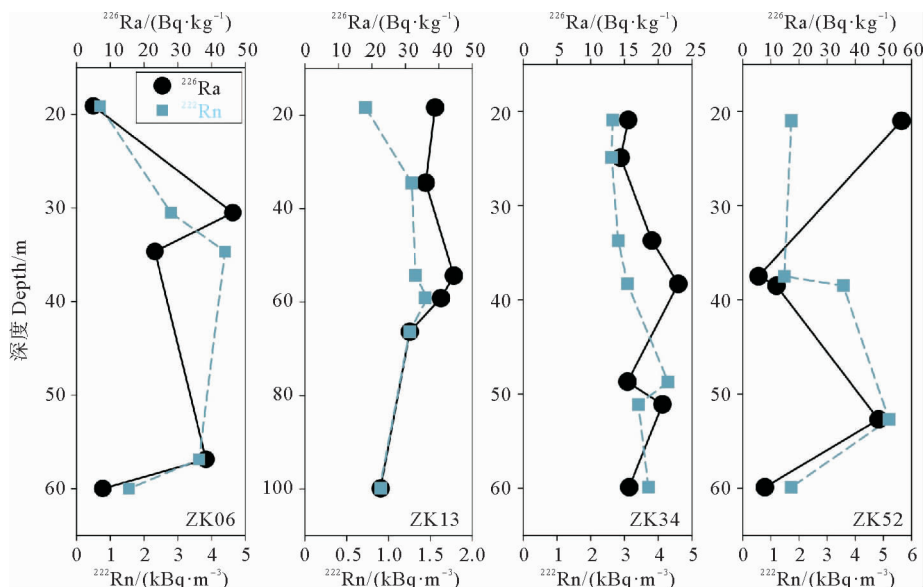 ²²⁶Ra/(Bq·kg⁻¹) ²²⁶Ra/(Bq·kg⁻¹) ²²⁶Ra/(Bq·kg⁻¹) ²²⁶Ra/(Bq·kg⁻¹)
0 10 20 30 40 50 0 10 20 30 40 50 0 5 10 15 20 25 0 10 20 30 40 50 60
²²⁶Ra
²²²Rn
20 20 20 20
30 40 30 30
40 60 40 40
50 80 50 50
60 100 60 60
深度 Depth/m
ZK06 ZK13 ZK34 ZK52
0 1 2 3 4 5 0 0.5 1.0 1.5 2.0 0 1 2 3 4 5 0 1 2 3 4 5 6
²²²Rn/(kBq·m⁻³) ²²²Rn/(kBq·m⁻³) ²²²Rn/(kBq·m⁻³) ²²²Rn/(kBq·m⁻³)